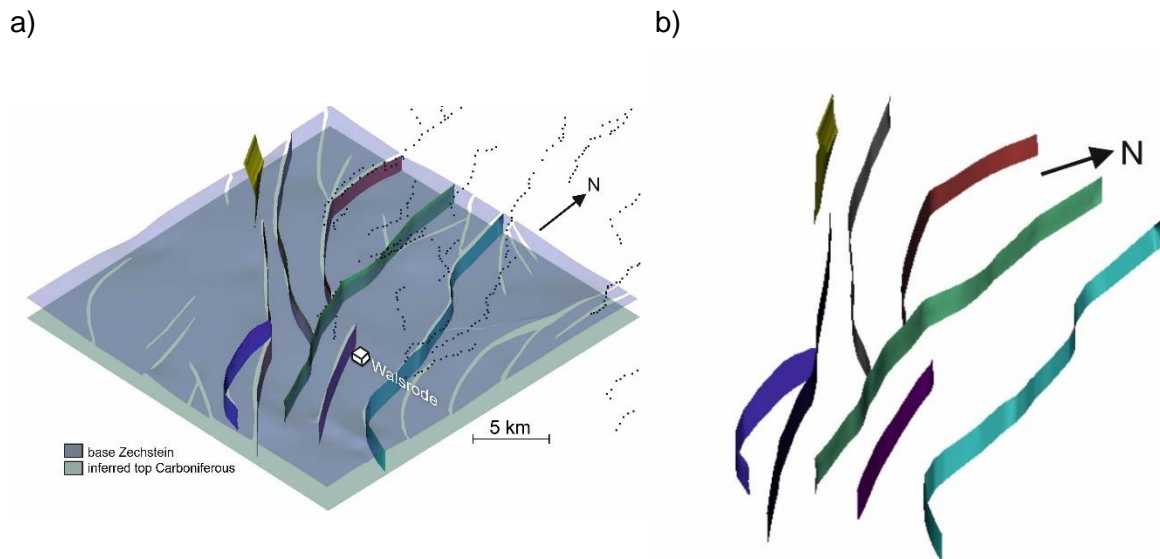 a)
b)
N
N
Walsrode
5 km
base Zechstein
inferred top Carboniferous